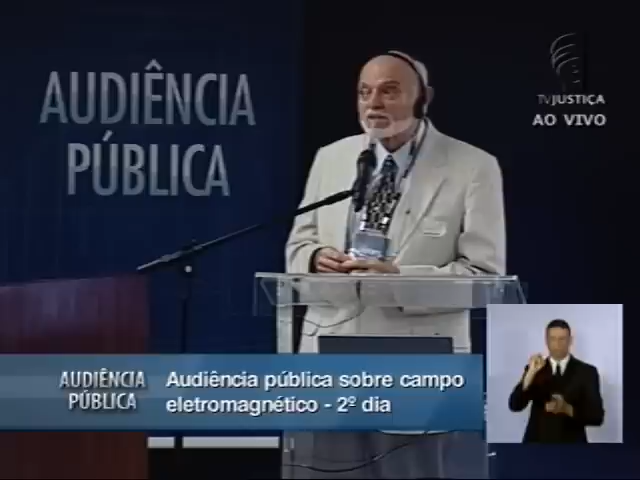 AUDIÊNCIA
PÚBLICA
TVJUSTIÇA
AO VIVO
AUDIÊNCIA
PÚBLICA
Audiência pública sobre campo
eletromagnético - 2º dia